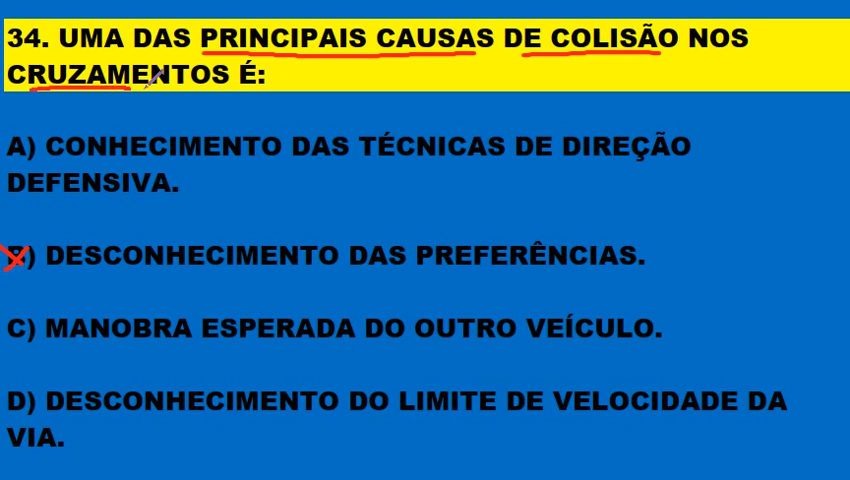 34. UMA DAS PRINCIPAIS CAUSAS DE COLISÃO NOS
CRUZAMENTOS É:
A) CONHECIMENTO DAS TÉCNICAS DE DIREÇÃO
DEFENSIVA.
B) DESCONHECIMENTO DAS PREFERÊNCIAS.
C) MANOBRA ESPERADA DO OUTRO VEÍCULO.
D) DESCONHECIMENTO DO LIMITE DE VELOCIDADE DA
VIA.